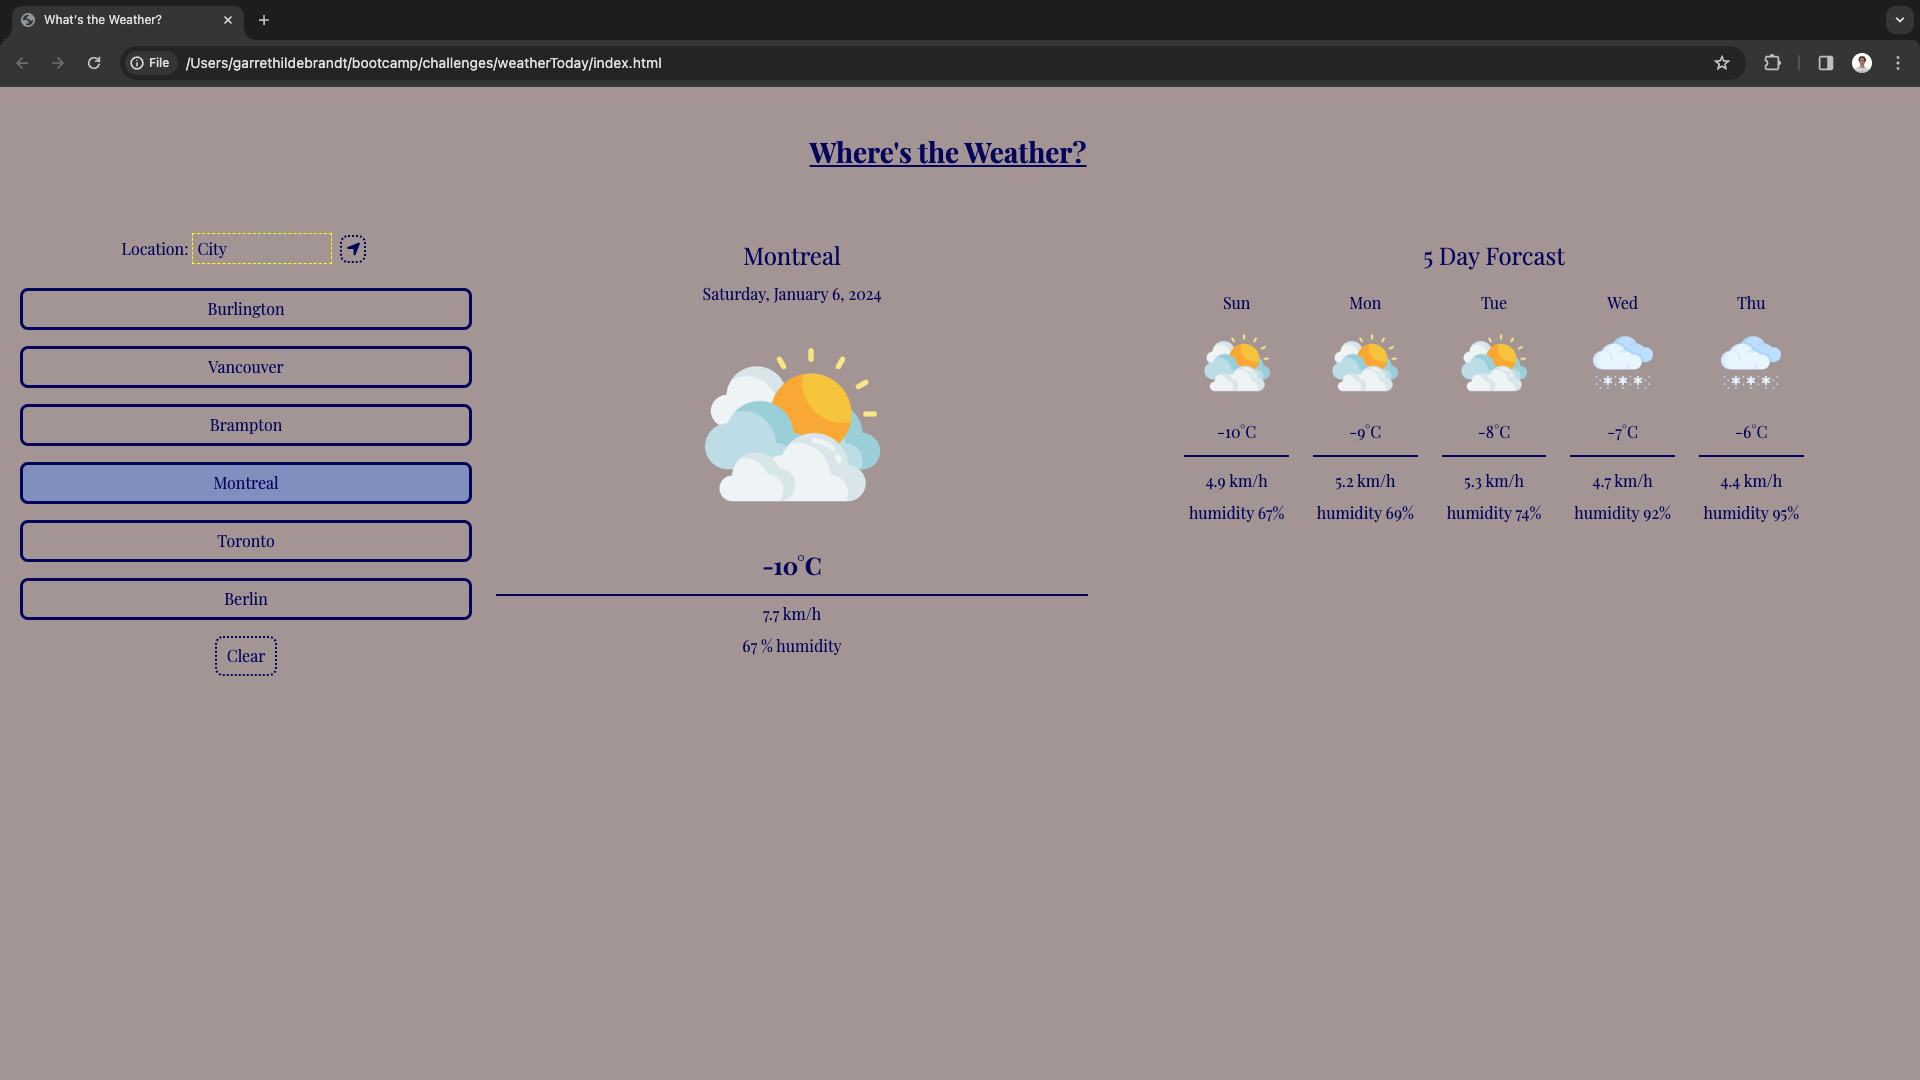 What's the Weather?
File /Users/garrethildebrandt/bootcamp/challenges/weatherToday/index.html
Where's the Weather?
Location: City
Burlington
Vancouver
Brampton
Montreal
Toronto
Berlin
Clear
Montreal
Saturday, January 6, 2024
-10°C
7.7 km/h
67 % humidity
5 Day Forcast
Sun Mon Tue Wed Thu
-10°C -9°C -8°C -7°C -6°C
4.9 km/h 5.2 km/h 5.3 km/h 4.7 km/h 4.4 km/h
humidity 67% humidity 69% humidity 74% humidity 92% humidity 95%